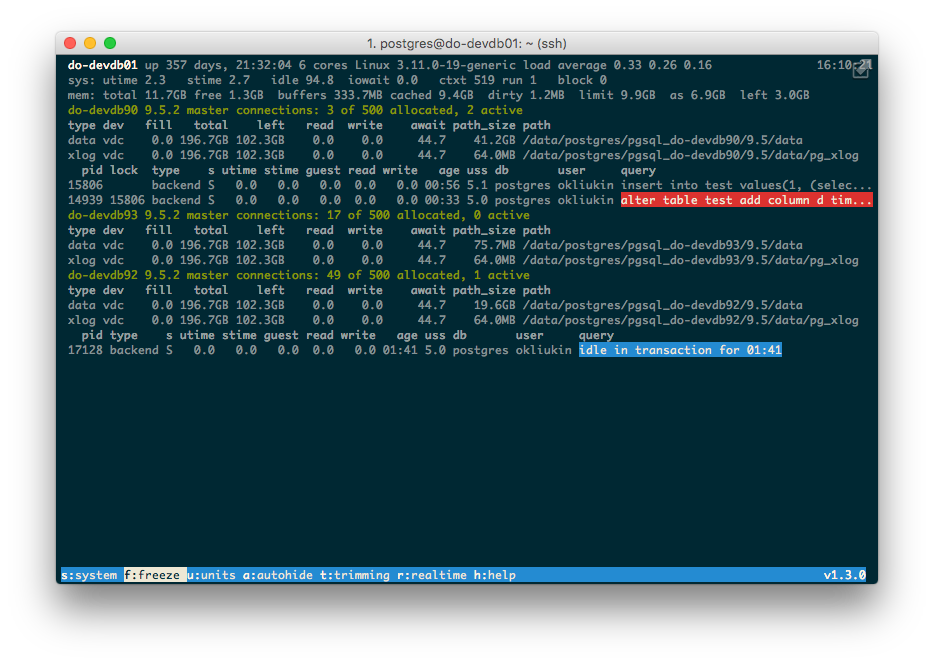 1. postgres@do-devdb01: ~ (ssh)
do-devdb01 up 357 days, 21:32:04 6 cores Linux 3.11.0-19-generic load average 0.33 0.26 0.16 16:10:21
sys: utime 2.3 stime 2.7 idle 94.8 iowait 0.0 ctxt 519 run 1 block 0
mem: total 11.7GB free 1.3GB buffers 333.7MB cached 9.4GB dirty 1.2MB limit 9.9GB as 6.9GB left 3.0GB
do-devdb90 9.5.2 master connections: 3 of 500 allocated, 2 active
type dev fill total left read write await path_size path
data vdc 0.0 196.7GB 102.3GB 0.0 0.0 44.7 41.2GB /data/postgres/pgsql_do-devdb90/9.5/data
xlog vdc 0.0 196.7GB 102.3GB 0.0 0.0 44.7 64.0MB /data/postgres/pgsql_do-devdb90/9.5/data/pg_xlog
pid lock type s utime stime guest read write age uss db user query
15806 backend S 0.0 0.0 0.0 0.0 0.0 00:56 5.1 postgres okliukin insert into test values(1, (selec...
14939 15806 backend S 0.0 0.0 0.0 0.0 0.0 00:33 5.0 postgres okliukin alter table test add column d tim...
do-devdb93 9.5.2 master connections: 17 of 500 allocated, 0 active
type dev fill total left read write await path_size path
data vdc 0.0 196.7GB 102.3GB 0.0 0.0 44.7 75.7MB /data/postgres/pgsql_do-devdb93/9.5/data
xlog vdc 0.0 196.7GB 102.3GB 0.0 0.0 44.7 64.0MB /data/postgres/pgsql_do-devdb93/9.5/data/pg_xlog
do-devdb92 9.5.2 master connections: 49 of 500 allocated, 1 active
type dev fill total left read write await path_size path
data vdc 0.0 196.7GB 102.3GB 0.0 0.0 44.7 19.6GB /data/postgres/pgsql_do-devdb92/9.5/data
xlog vdc 0.0 196.7GB 102.3GB 0.0 0.0 44.7 64.0MB /data/postgres/pgsql_do-devdb92/9.5/data/pg_xlog
pid type s utime stime guest read write age uss db user query
17128 backend S 0.0 0.0 0.0 0.0 0.0 01:41 5.0 postgres okliukin idle in transaction for 01:41
s:system f:freeze u:units a:autohide t:trimming r:realtime h:help v1.3.0